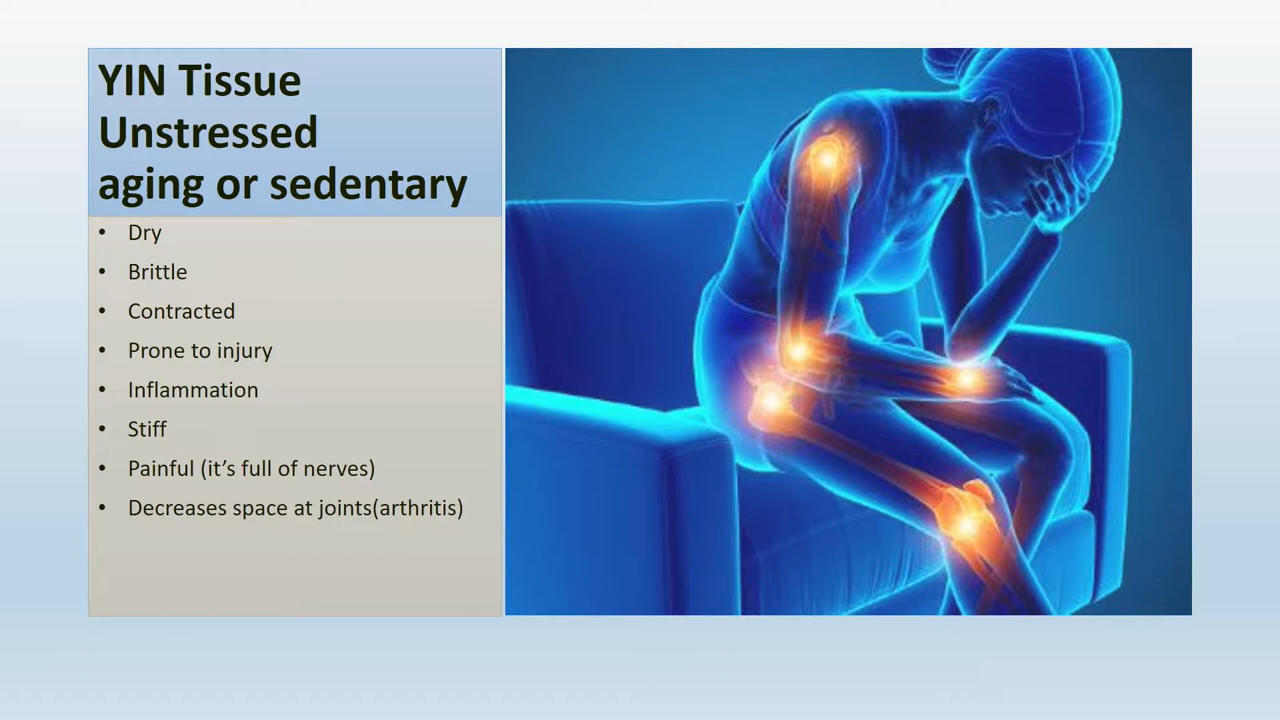 YIN Tissue
Unstressed
aging or sedentary
• Dry
• Brittle
• Contracted
• Prone to injury
• Inflammation
• Stiff
• Painful (it’s full of nerves)
• Decreases space at joints(arthritis)